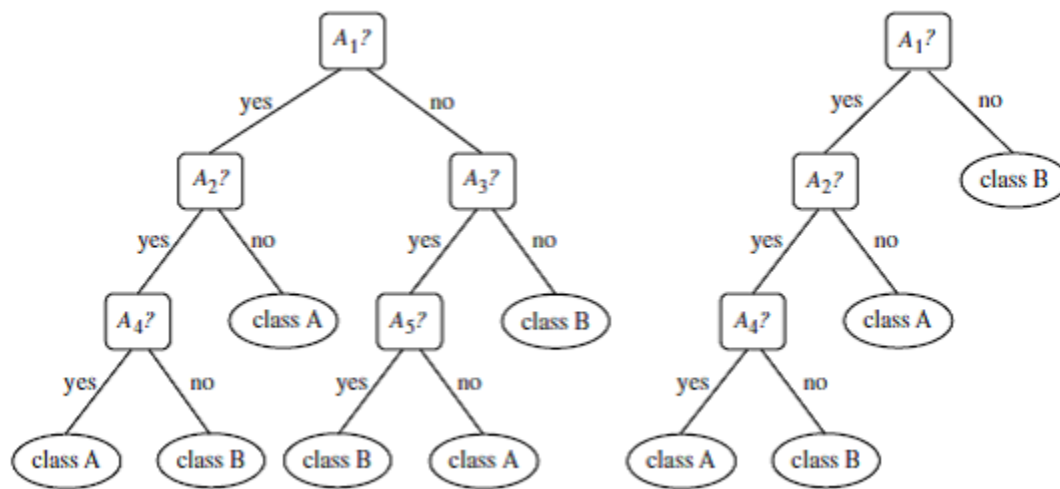 A₁? A₁?
yes no yes no
A₂? A₃? A₂? class B
yes no yes no yes no
A₄? class A A₅? class B A₄? class A
yes no yes no yes no
class A class B class B class A class A class B